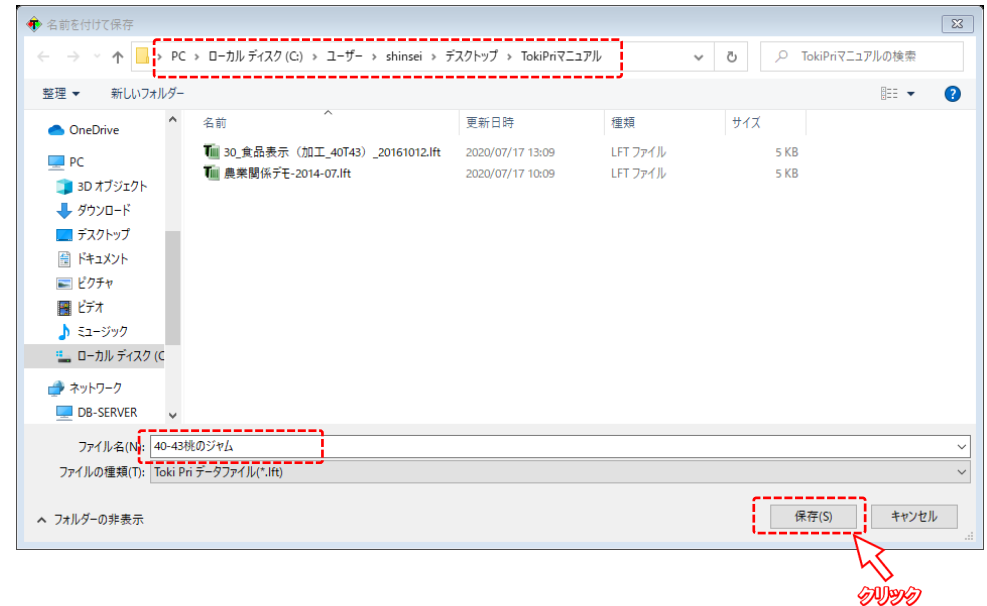 名前を付けて保存
PC › ローカル ディスク (C:) › ユーザー › shinsei › デスクトップ › TokiPriマニュアル
TokiPriマニュアルの検索
整理 新しいフォルダー
名前 更新日時 種類 サイズ
30_食品表示（加工_40T43）_20161012.lft 2020/07/17 13:09 LFT ファイル 5 KB
農業関係デモ-2014-07.lft 2020/07/17 10:09 LFT ファイル 5 KB
OneDrive
PC
3D オブジェクト
ダウンロード
デスクトップ
ドキュメント
ピクチャ
ビデオ
ミュージック
ローカル ディスク (C
ネットワーク
DB-SERVER
ファイル名(N): 40-43桃のジャム
ファイルの種類(T): Toki Pri データファイル(*.lft)
フォルダーの非表示
保存(S) キャンセル
クリック